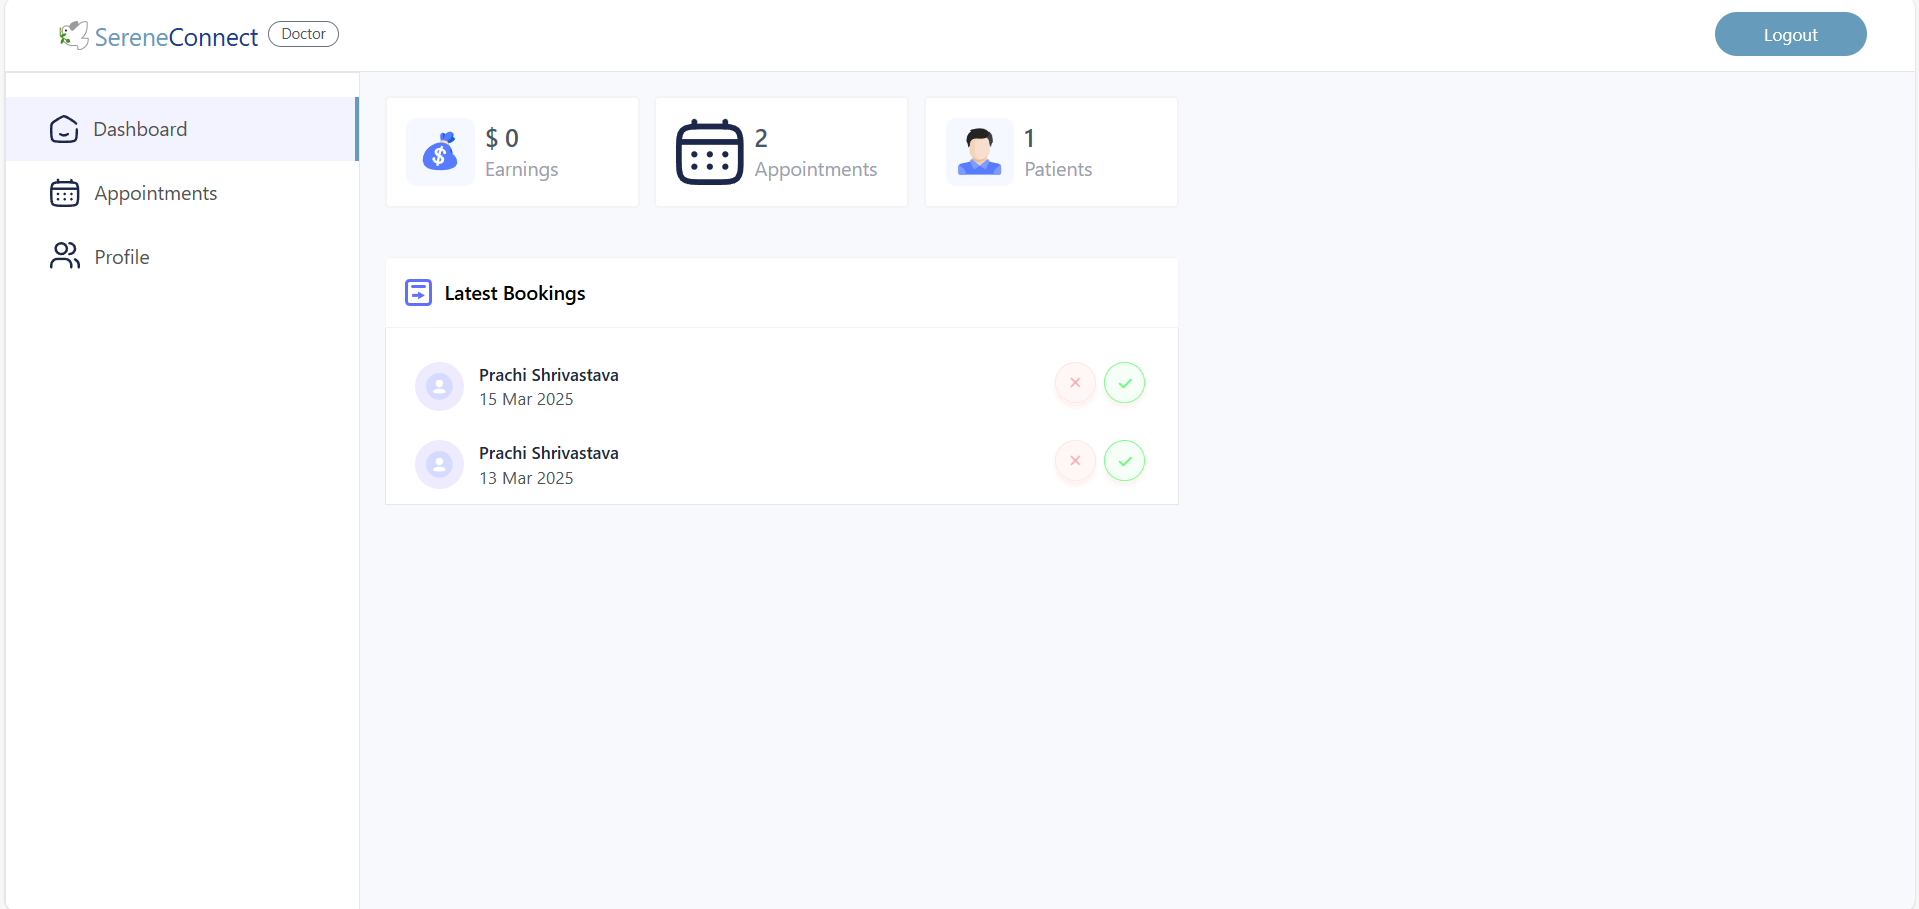 SereneConnect Doctor
Logout
Dashboard
Appointments
Profile
$ 0
Earnings
2
Appointments
1
Patients
Latest Bookings
Prachi Shrivastava
15 Mar 2025
Prachi Shrivastava
13 Mar 2025